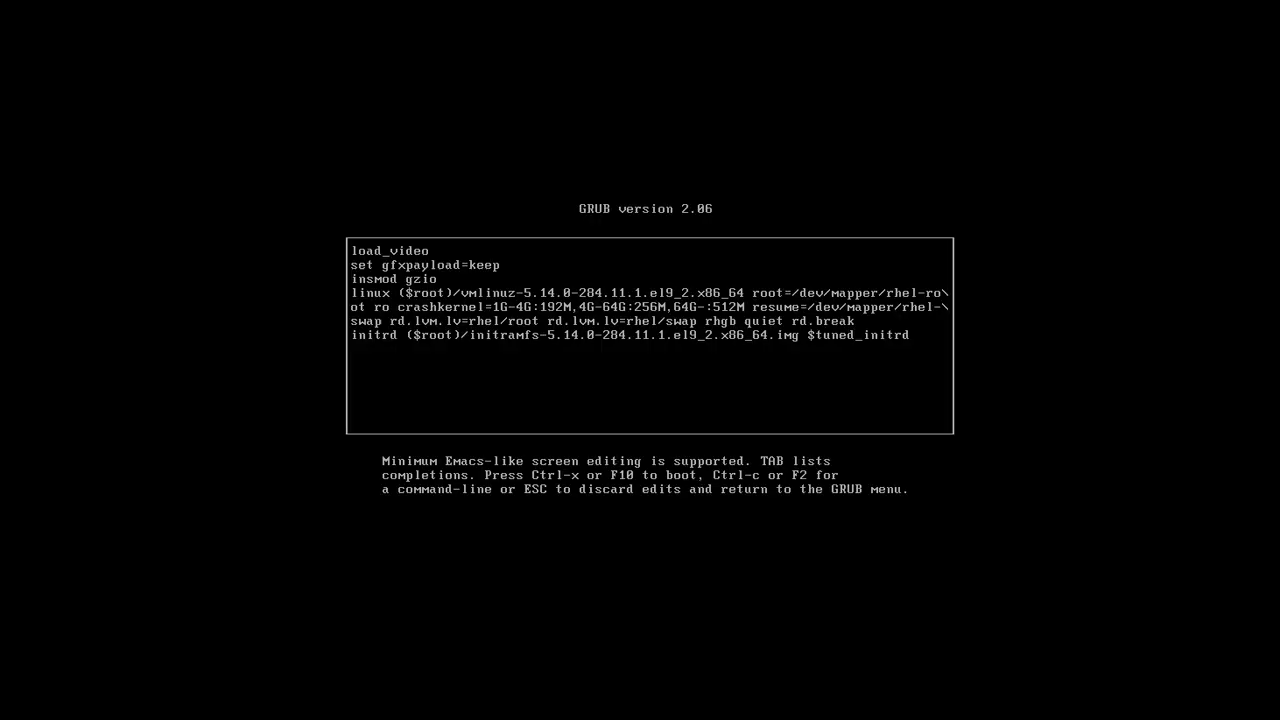 GRUB version 2.06
load_video
set gfxpayload=keep
insmod gzio
linux ($root)/vmlinuz-5.14.0-284.11.1.el9_2.x86_64 root=/dev/mapper/rhel-ro\
ot ro crashkernel=1G-4G:192M,4G-64G:256M,64G-:512M resume=/dev/mapper/rhel-\
swap rd.lvm.lv=rhel/root rd.lvm.lv=rhel/swap rhgb quiet rd.break
initrd ($root)/initramfs-5.14.0-284.11.1.el9_2.x86_64.img $tuned_initrd
Minimum Emacs-like screen editing is supported. TAB lists
completions. Press Ctrl-x or F10 to boot, Ctrl-c or F2 for
a command-line or ESC to discard edits and return to the GRUB menu.